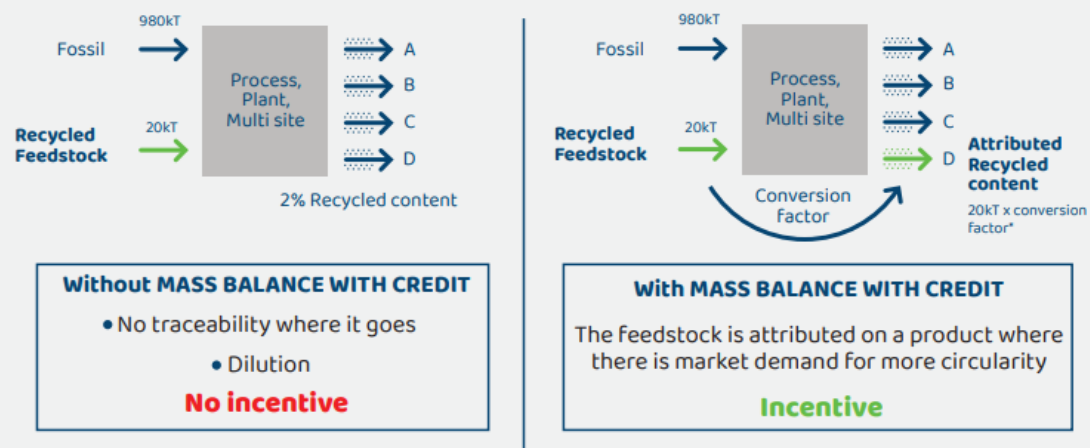 980kT
Fossil
Process,
Plant,
Multi site
A
B
C
D
20kT
Recycled
Feedstock
2% Recycled content
Without MASS BALANCE WITH CREDIT
• No traceability where it goes
• Dilution
No incentive
980kT
Fossil
Process,
Plant,
Multi site
A
B
C
D
20kT
Recycled
Feedstock
Attributed
Recycled
content
20kT x conversion
factor*
Conversion
factor
With MASS BALANCE WITH CREDIT
The feedstock is attributed on a product where
there is market demand for more circularity
Incentive